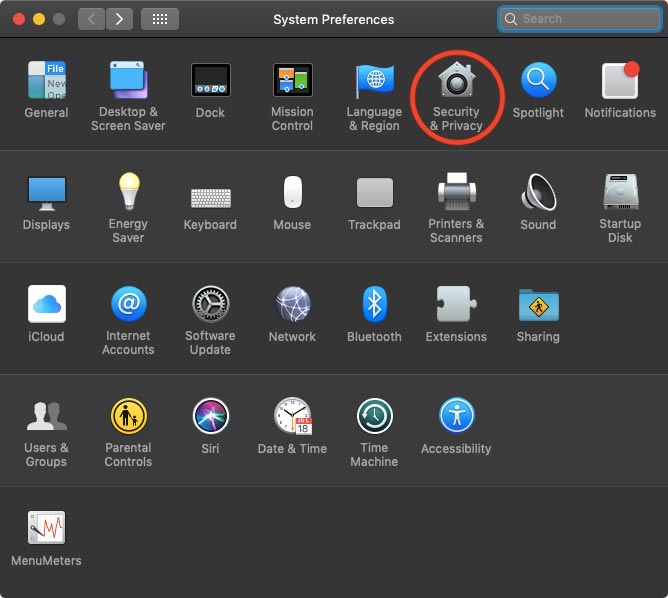 System Preferences
Search
File
New
Ope
General
Desktop &
Screen Saver
Dock
Mission
Control
Language
& Region
Security
& Privacy
Spotlight
Notifications
Displays
Energy
Saver
Keyboard
Mouse
Trackpad
Printers &
Scanners
Sound
Startup
Disk
iCloud
@
Internet
Accounts
Software
Update
Network
Bluetooth
Extensions
Sharing
Users &
Groups
Parental
Controls
Siri
JUL
18
Date & Time
Time
Machine
Accessibility
MenuMeters